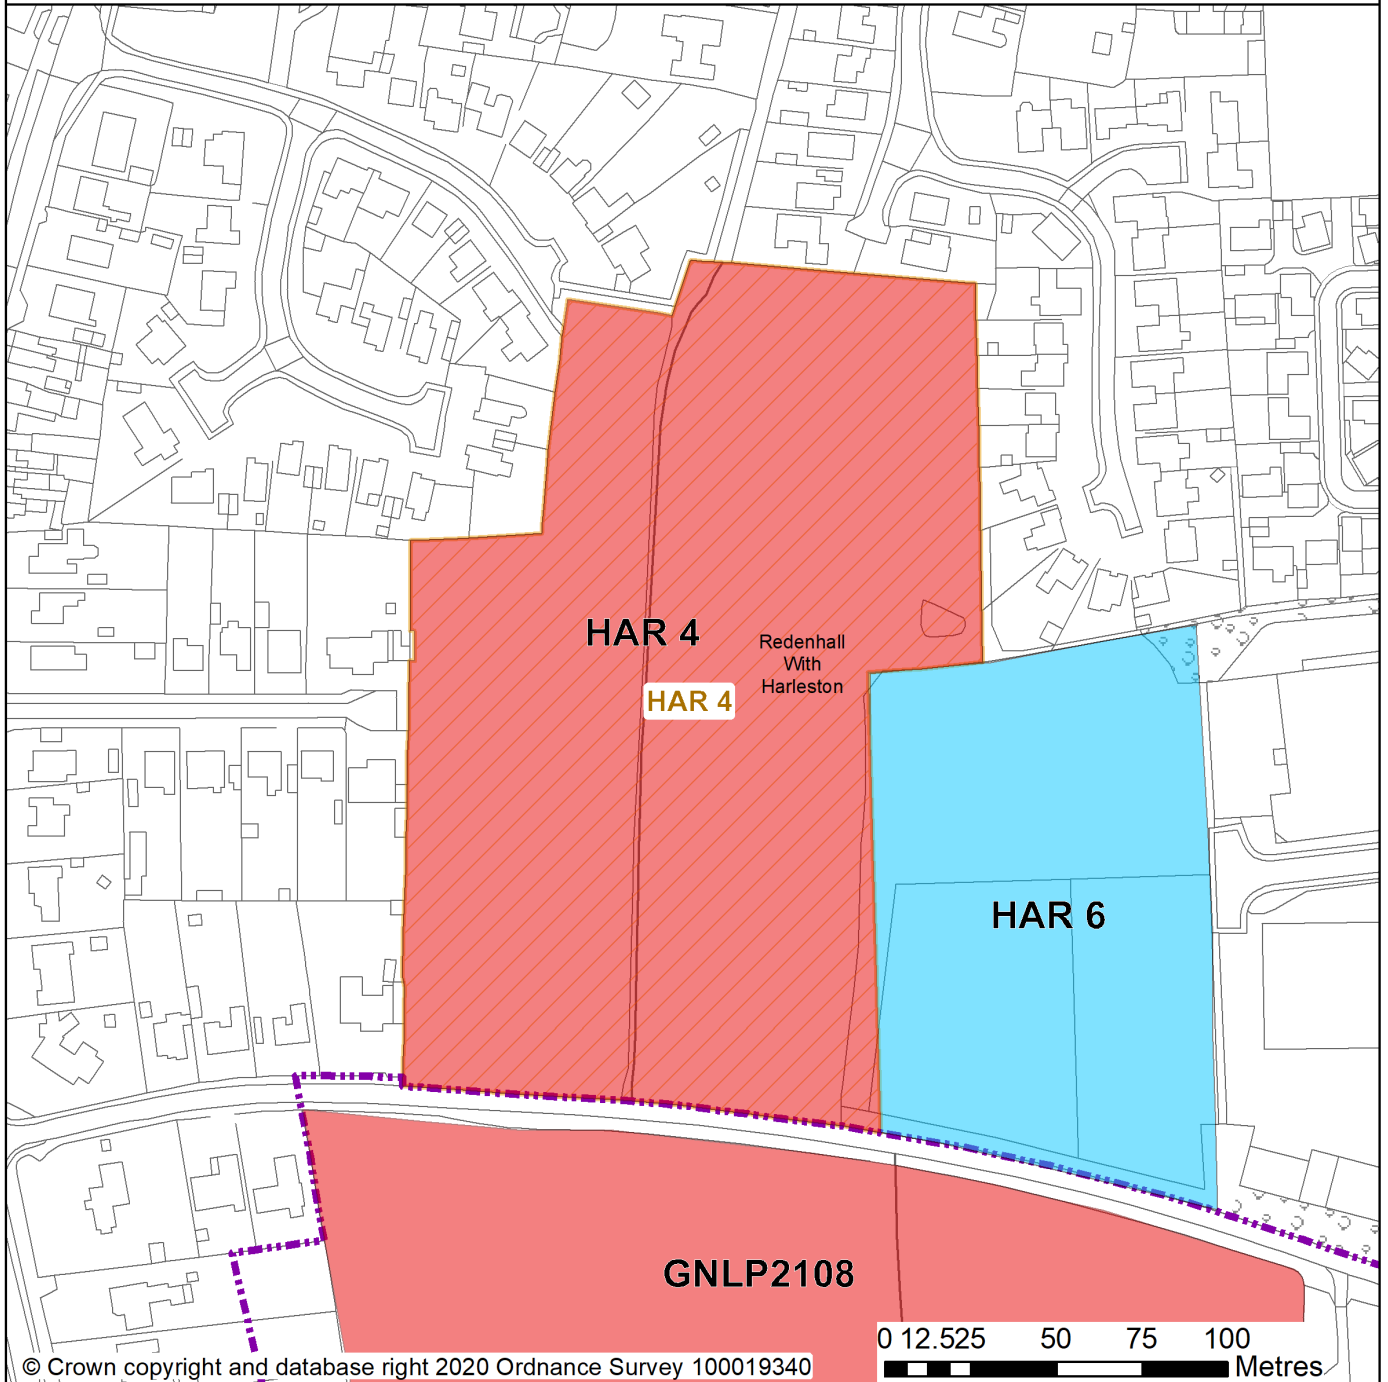 HAR 4
Redenhall
With
Harleston
HAR 4
HAR 6
GNLP2108
0 12.525 50 75 100
Metres
© Crown copyright and database right 2020 Ordnance Survey 100019340